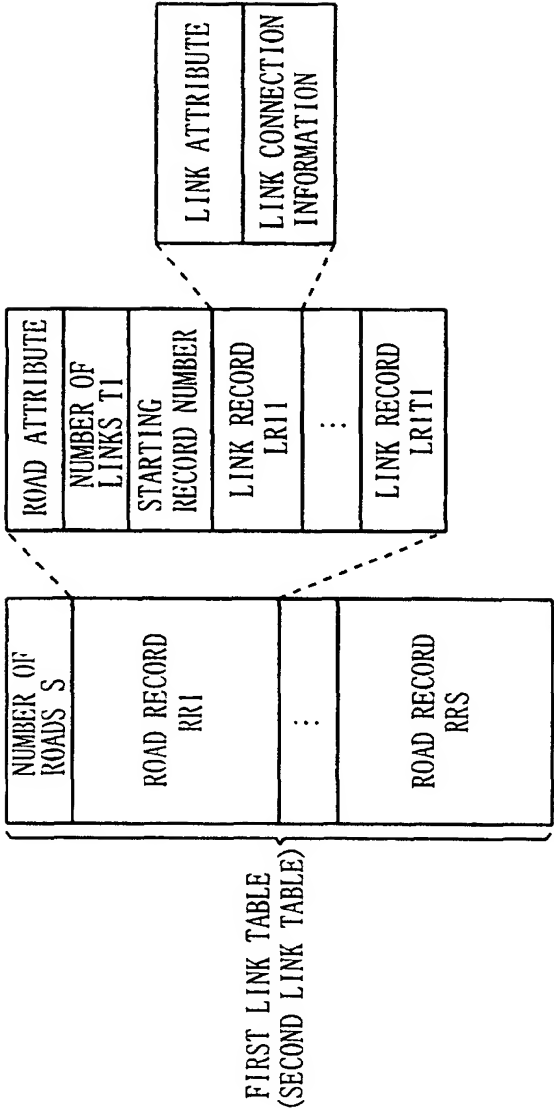 FIRST LINK TABLE
(SECOND LINK TABLE)
NUMBER OF
ROADS S
ROAD RECORD
RR1
⋮
ROAD RECORD
RRS
ROAD ATTRIBUTE
NUMBER OF
LINKS T1
STARTING
RECORD NUMBER
LINK RECORD
LR11
⋮
LINK RECORD
LR1T1
LINK ATTRIBUTE
LINK CONNECTION
INFORMATION